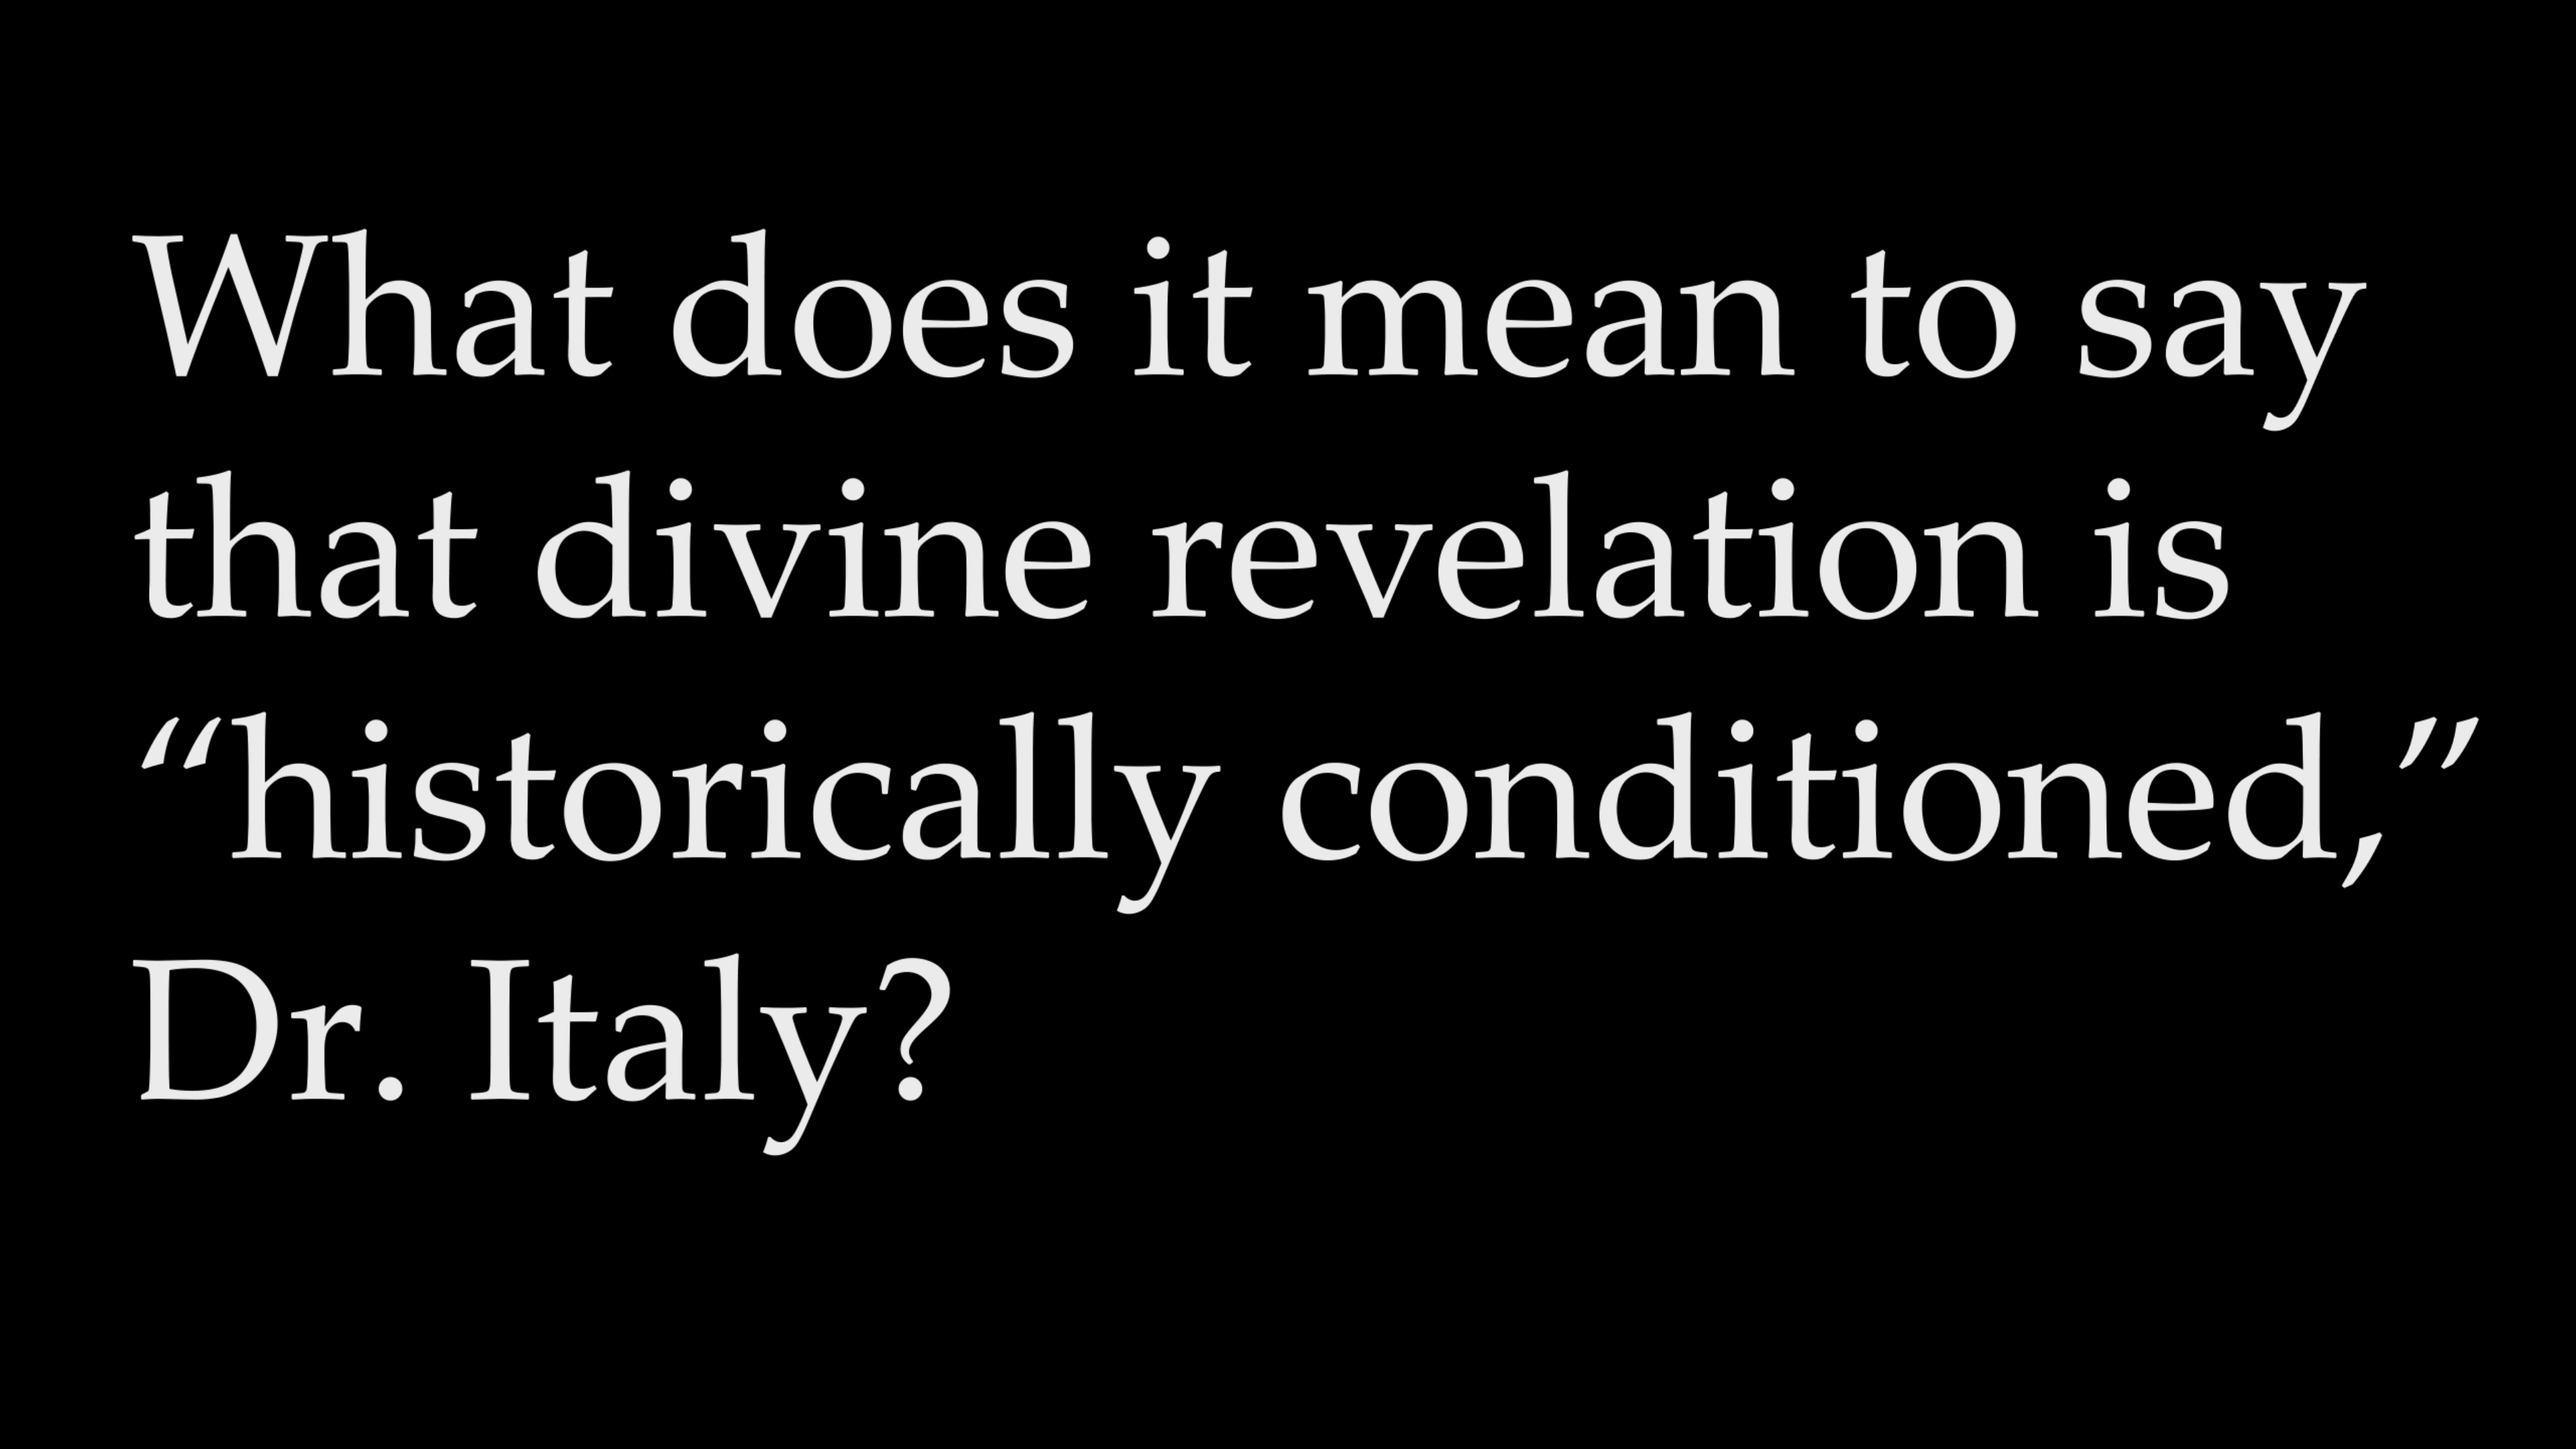 What does it mean to say
that divine revelation is
“historically conditioned,”
Dr. Italy?